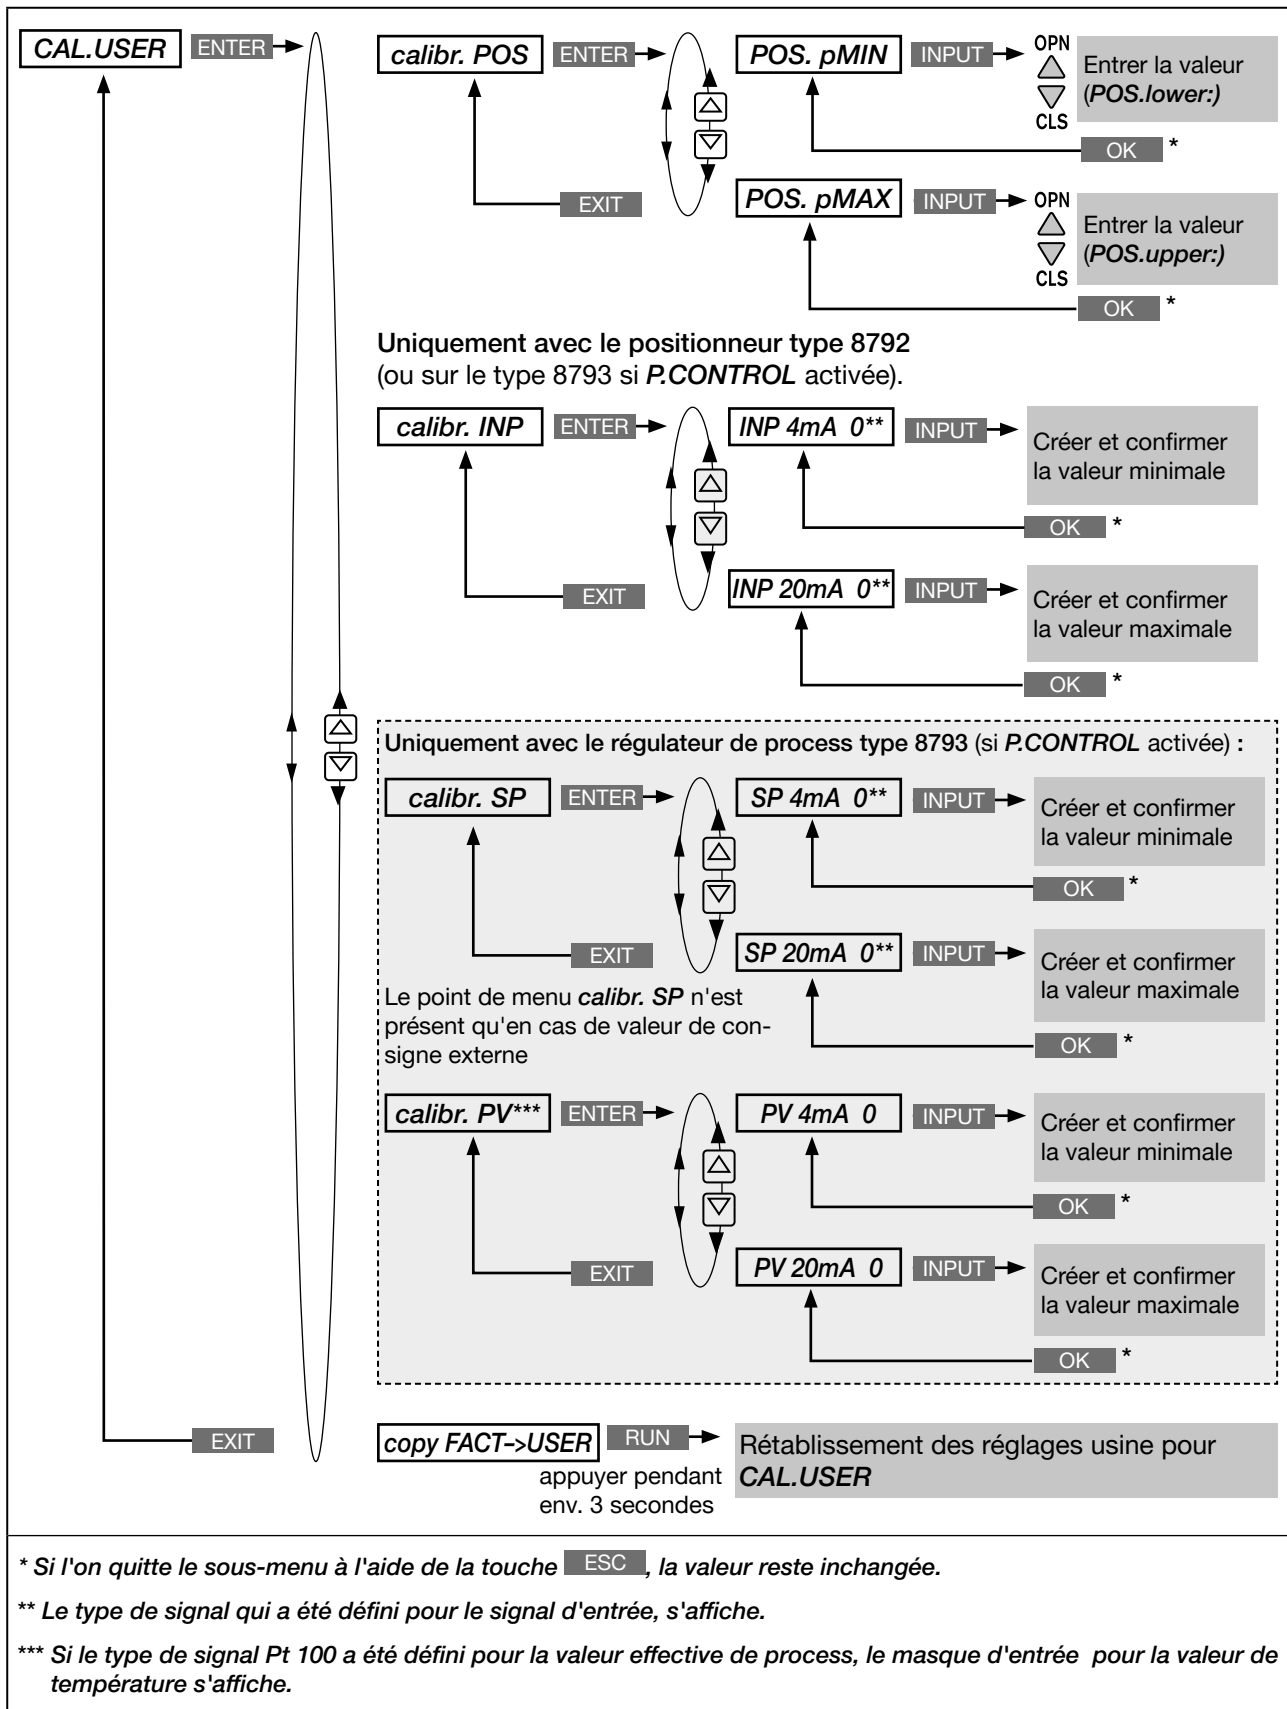 CAL.USER ENTER
calibr. POS ENTER
POS. pMIN INPUT
OPN
CLS
Entrer la valeur
(POS.lower:)
OK *
EXIT
POS. pMAX INPUT
OPN
CLS
Entrer la valeur
(POS.upper:)
OK *
Uniquement avec le positionneur type 8792
(ou sur le type 8793 si P.CONTROL activée).
calibr. INP ENTER
INP 4mA 0** INPUT
Créer et confirmer
la valeur minimale
OK *
EXIT
INP 20mA 0** INPUT
Créer et confirmer
la valeur maximale
OK *
Uniquement avec le régulateur de process type 8793 (si P.CONTROL activée) :
calibr. SP ENTER
SP 4mA 0** INPUT
Créer et confirmer
la valeur minimale
OK *
EXIT
SP 20mA 0** INPUT
Créer et confirmer
la valeur maximale
OK *
Le point de menu calibr. SP n'est
présent qu'en cas de valeur de con-
signe externe
calibr. PV*** ENTER
PV 4mA 0 INPUT
Créer et confirmer
la valeur minimale
OK *
EXIT
PV 20mA 0 INPUT
Créer et confirmer
la valeur maximale
OK *
EXIT
copy FACT->USER RUN
appuyer pendant
env. 3 secondes
Rétablissement des réglages usine pour
CAL.USER
* Si l'on quitte le sous-menu à l'aide de la touche ESC , la valeur reste inchangée.
** Le type de signal qui a été défini pour le signal d'entrée, s'affiche.
*** Si le type de signal Pt 100 a été défini pour la valeur effective de process, le masque d'entrée pour la valeur de
température s'affiche.